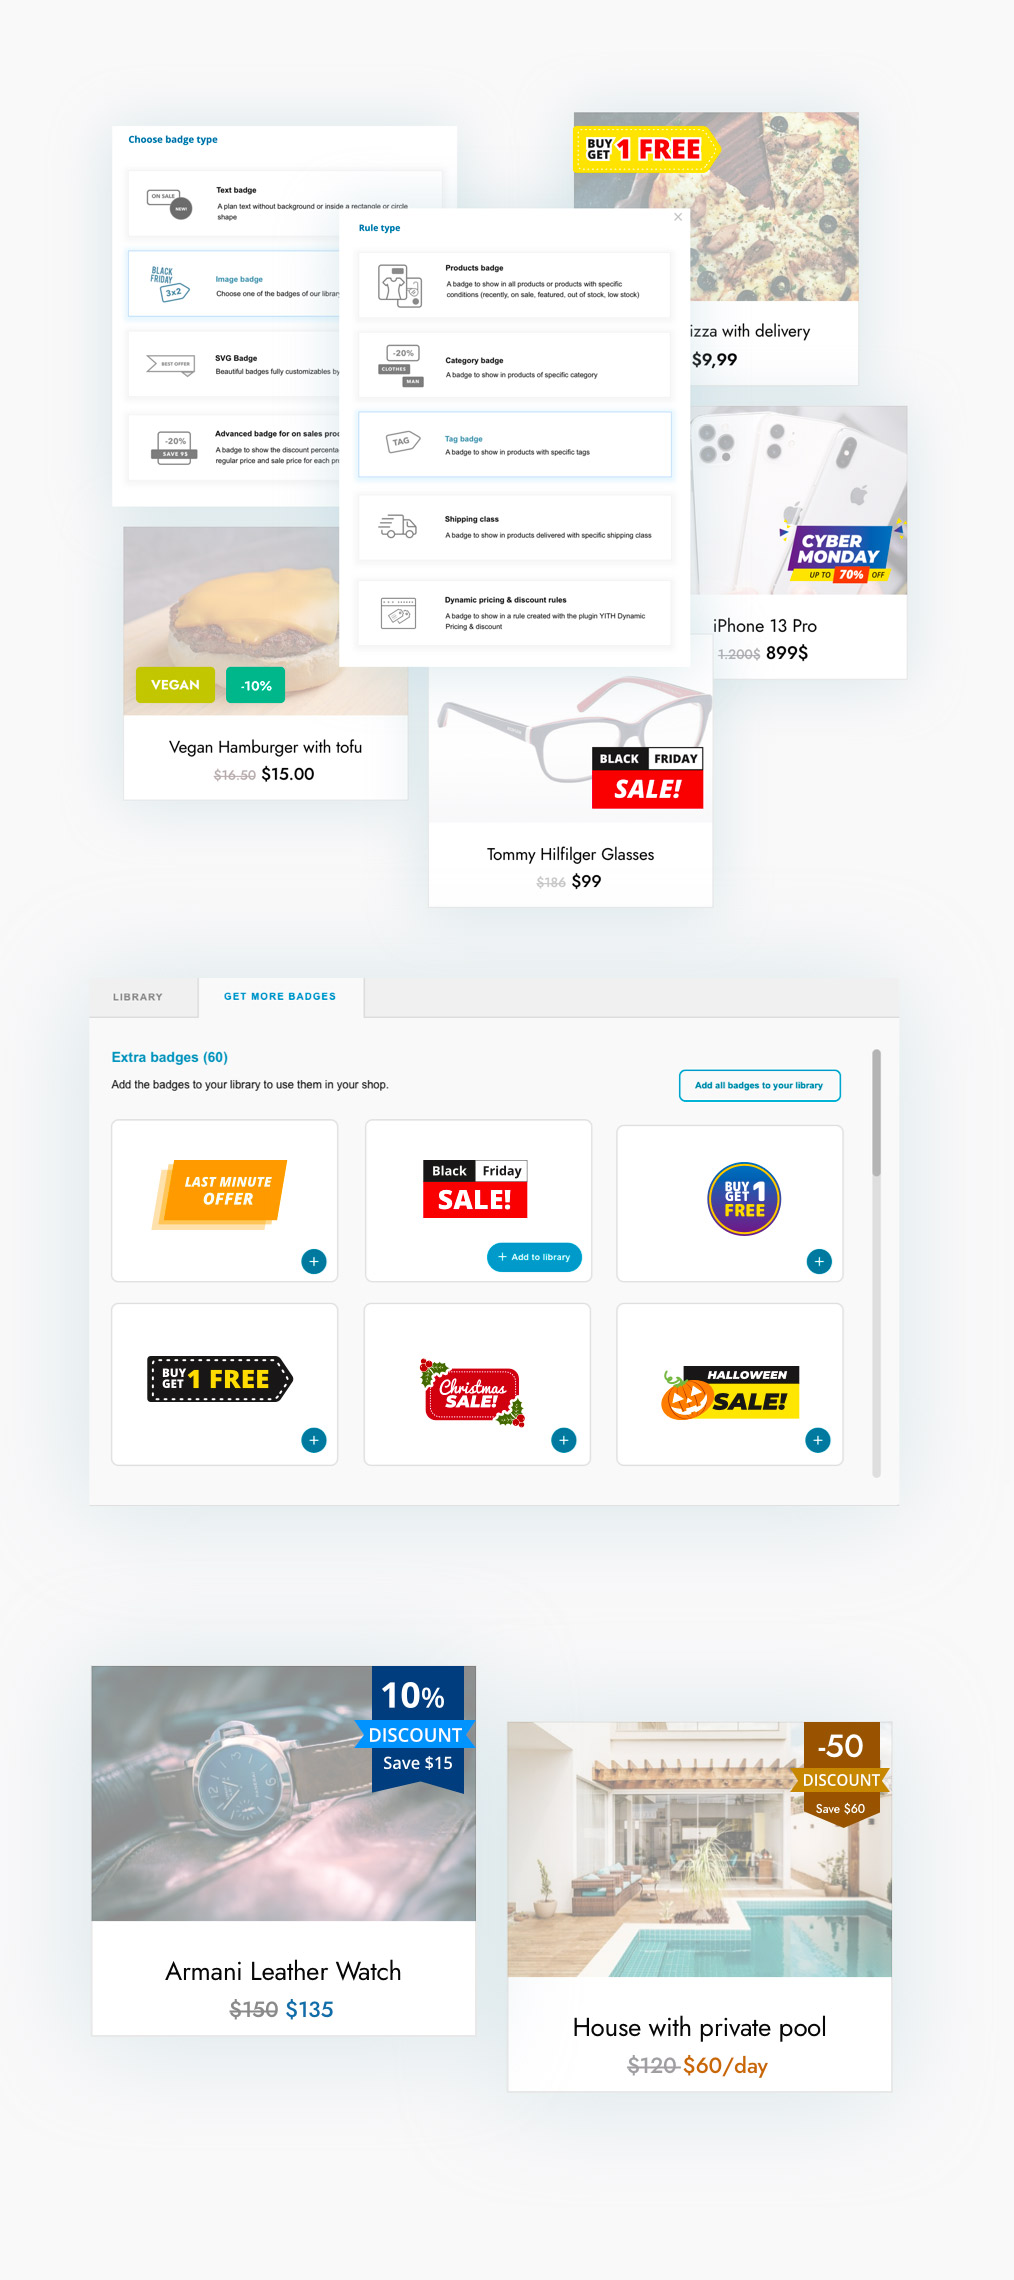 Choose badge type
ON SALE
NEW!
Text badge
A plan text without background or inside a rectangle or circle
shape
BLACK
FRIDAY
3x2
Image badge
Choose one of the badges of our library
BEST OFFER
SVG Badge
Beautiful badges fully customizables by
-20%
SAVE 9$
Advanced badge for on sales
A badge to show the discount
regular price and sale price for each
Rule type
Products badge
A badge to show in all products or products with specific
conditions (recently, on sale, featured, out of stock, low stock)
-20%
CLOTHES
MAN
Category badge
A badge to show in products of specific category
TAG
Tag badge
A badge to show in products with specific tags
Shipping class
A badge to show in products delivered with specific shipping class
Dynamic pricing & discount rules
A badge to show in a rule created with the plugin YITH Dynamic
Pricing & discount
BUY
GET
1 FREE
izza with delivery
$9,99
CYBER
MONDAY
UP TO 70% OFF
iPhone 13 Pro
1.200$ 899$
VEGAN
-10%
Vegan Hamburger with tofu
$16.50 $15.00
BLACK FRIDAY
SALE!
Tommy Hilfilger Glasses
$186 $99
LIBRARY
GET MORE BADGES
Extra badges (60)
Add the badges to your library to use them in your shop.
Add all badges to your library
LAST MINUTE
OFFER
+
Black Friday
SALE!
+ Add to library
BUY
GET
1
FREE
+
BUY
GET
1 FREE
+
Christmas
SALE!
+
HALLOWEEN
SALE!
+
10%
DISCOUNT
Save $15
Armani Leather Watch
$150 $135
-50
DISCOUNT
Save $60
House with private pool
$120 $60/day